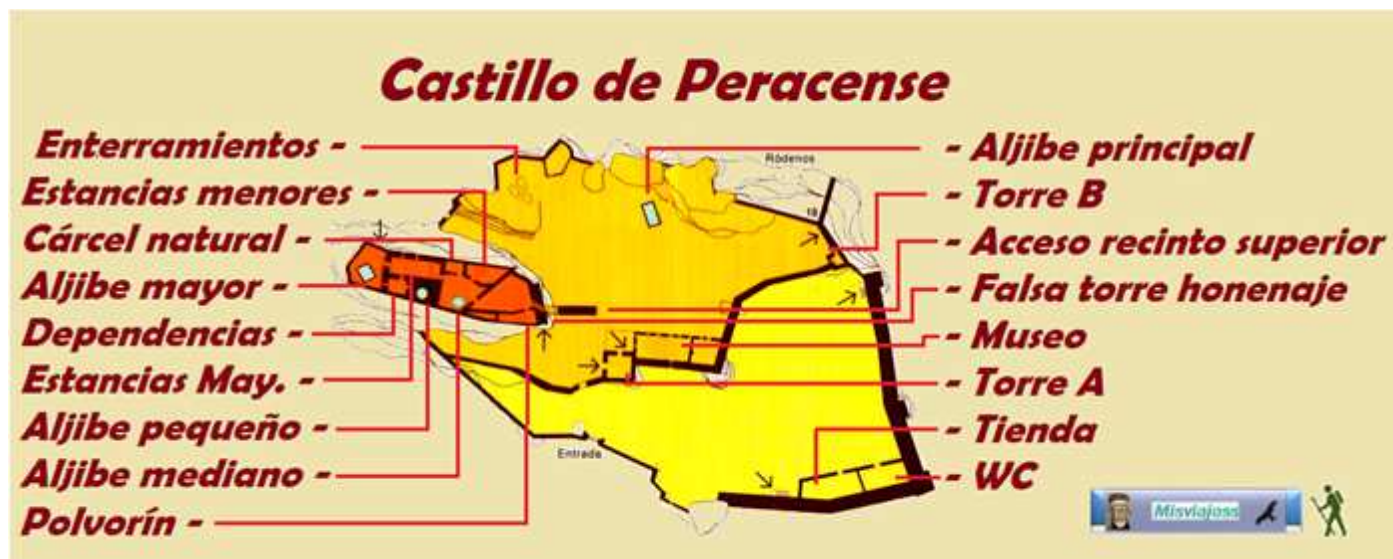 Castillo de Peracense
Enterramientos -
Estancias menores -
Cárcel natural -
Aljibe mayor -
Dependencias -
Estancias May. -
Aljibe pequeño -
Aljibe mediano -
Polvorín -
Ródenos
Entrada
- Aljibe principal
- Torre B
- Acceso recinto superior
- Falsa torre honenaje
- Museo
- Torre A
- Tienda
- WC
Misviajoss